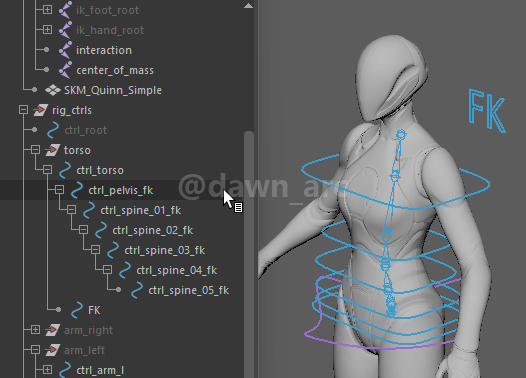 ik_foot_root
ik_hand_root
interaction
center_of_mass
SKM_Quinn_Simple
rig_ctrls
ctrl_root
torso
ctrl_torso
ctrl_pelvis_fk
ctrl_spine_01_fk
ctrl_spine_02_fk
ctrl_spine_03_fk
ctrl_spine_04_fk
ctrl_spine_05_fk
FK
arm_right
arm_left
ctrl_arm_l
FK